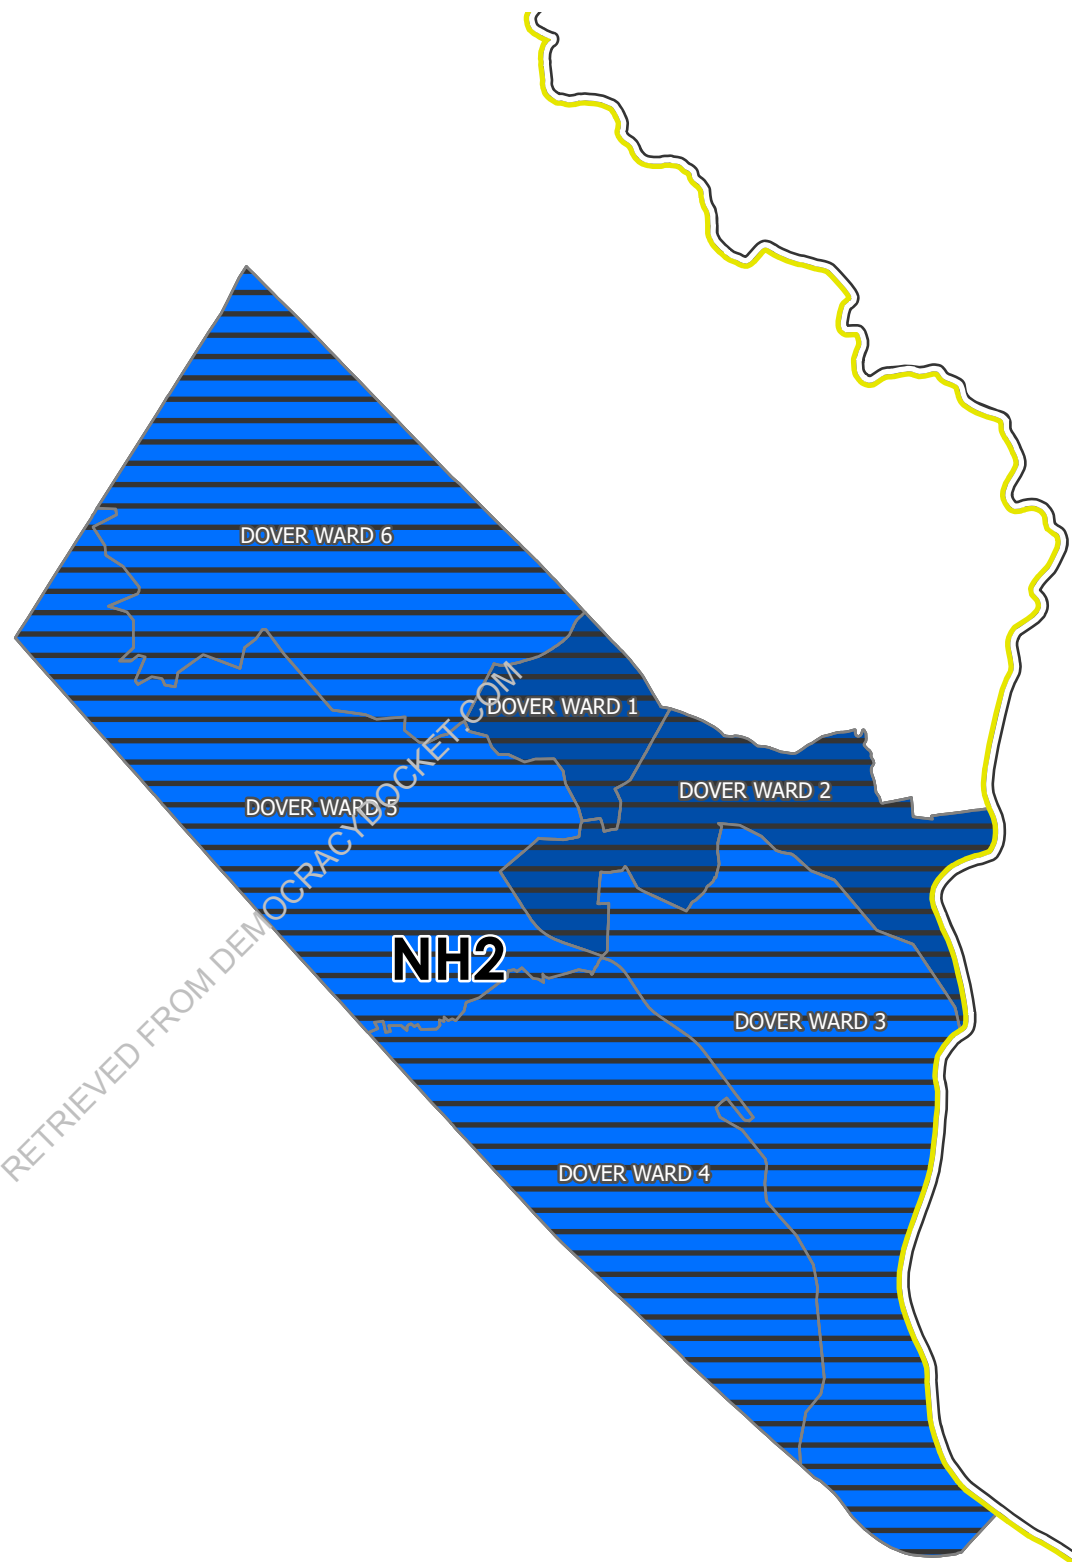 DOVER WARD 6
DOVER WARD 1
DOVER WARD 2
DOVER WARD 5
NH2
DOVER WARD 3
DOVER WARD 4
RETRIEVED FROM DEMOCRACYDOCKET.COM